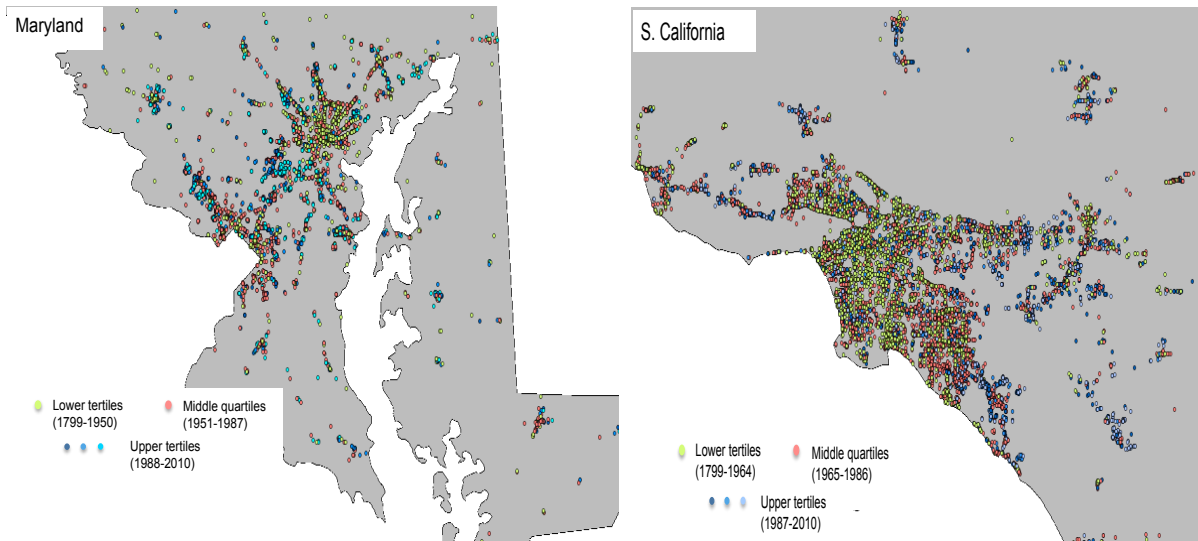 Maryland
Lower tertiles
(1799-1950)
Middle quartiles
(1951-1987)
Upper tertiles
(1988-2010)
S. California
Lower tertiles
(1799-1964)
Middle quartiles
(1965-1986)
Upper tertiles
(1987-2010)